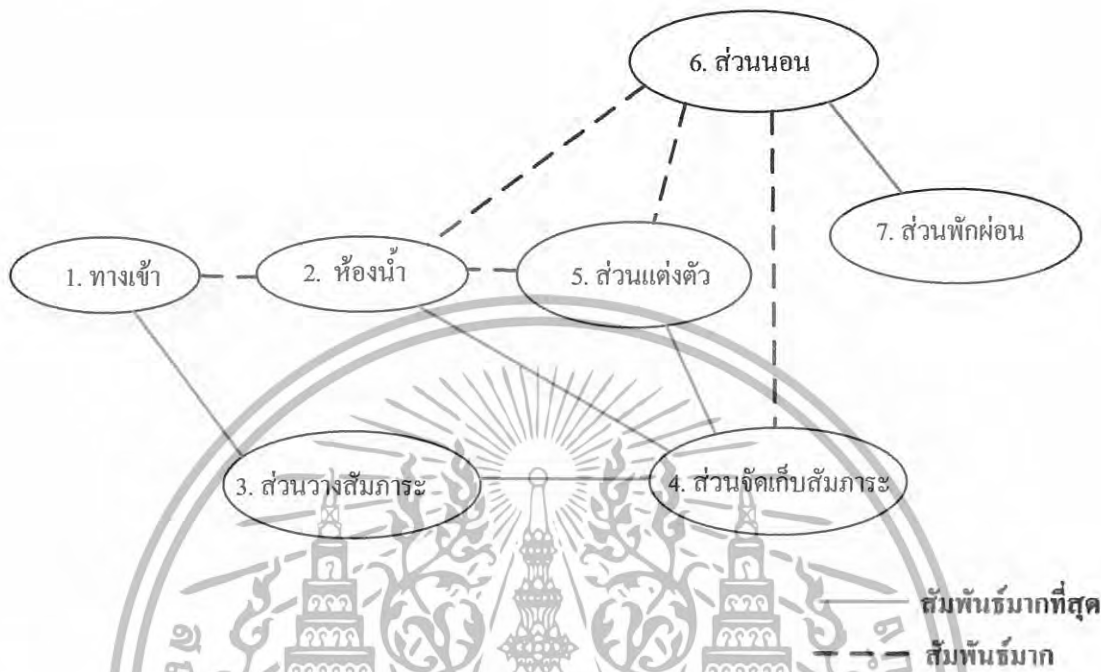 6. ส่วนนอน
7. ส่วนพักผ่อน
1. ทางเข้า
2. ห้องน้ำ
5. ส่วนแต่งตัว
3. ส่วนวางสัมภาระ
4. ส่วนจัดเก็บสัมภาระ
สัมพันธ์มากที่สุด
สัมพันธ์มาก